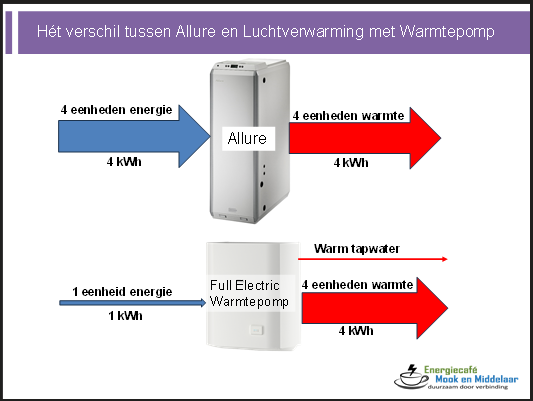 Hét verschil tussen Allure en Luchtverwarming met Warmtepomp
4 eenheden energie
4 kWh
Allure
4 eenheden warmte
4 kWh
Warm tapwater
1 eenheid energie
1 kWh
Full Electric
Warmtepomp
4 eenheden warmte
4 kWh
Energiecafé
Mook en Middelaar
duurzaam door verbinding